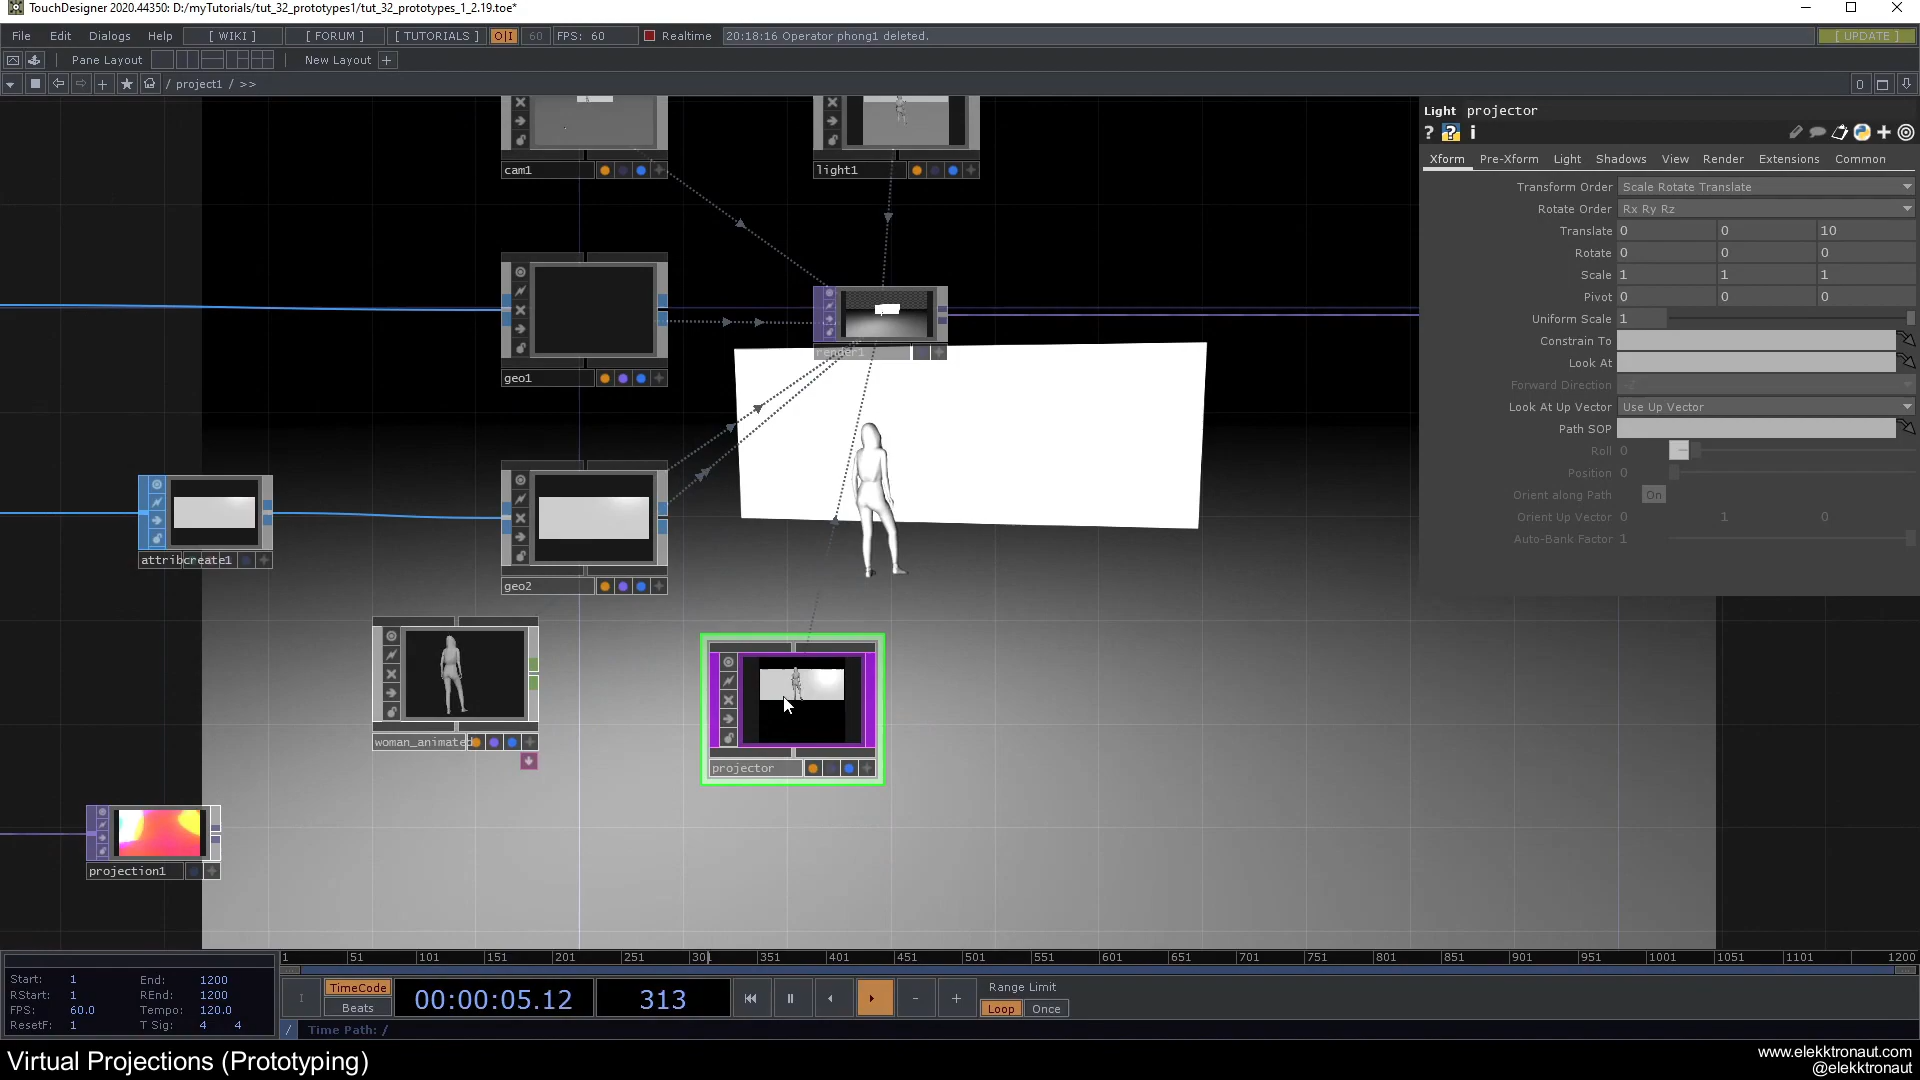 TouchDesigner 2020.44350: D:/myTutorials/tut_32_prototypes1/tut_32_prototypes_1_2.19.toe*
File Edit Dialogs Help [ WIKI ] [ FORUM ] [ TUTORIALS ] O|I 60 FPS: 60 Realtime 20:18:16 Operator phong1 deleted. [ UPDATE ]
Pane Layout New Layout +
/ project1 / >> 0
Light projector
? ? i
Xform Pre-Xform Light Shadows View Render Extensions Common
Transform Order Scale Rotate Translate
Rotate Order Rx Ry Rz
Translate 0 0 10
Rotate 0 0 0
Scale 1 1 1
Pivot 0 0 0
Uniform Scale 1
Constrain To
Look At
Forward Direction -Z
Look At Up Vector Use Up Vector
Path SOP
Roll 0
Position 0
Orient along Path On
Orient Up Vector 0 1 0
Auto-Bank Factor 1
cam1
light1
geo1
render1
attribcreate1
geo2
woman_animated
projector
projection1
1 51 101 151 201 251 301 351 401 451 501 551 601 651 701 751 801 851 901 951 1001 1051 1101 1200
Start: 1 End: 1200
RStart: 1 REnd: 1200
FPS: 60.0 Tempo: 120.0
ResetF: 1 T Sig: 4 4
TimeCode
Beats
00:00:05.12
313
Range Limit
Loop Once
/ Time Path: /
Virtual Projections (Prototyping)
www.elekktronaut.com
@elekktronaut